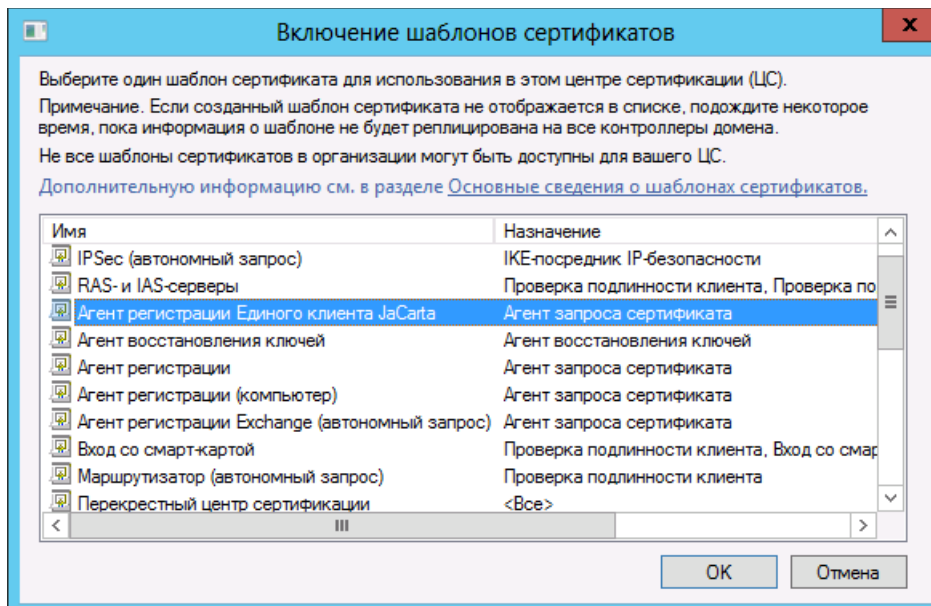 Включение шаблонов сертификатов
x
Выберите один шаблон сертификата для использования в этом центре сертификации (ЦС).
Примечание. Если созданный шаблон сертификата не отображается в списке, подождите некоторое
время, пока информация о шаблоне не будет реплицирована на все контроллеры домена.
Не все шаблоны сертификатов в организации могут быть доступны для вашего ЦС.
Дополнительную информацию см. в разделе Основные сведения о шаблонах сертификатов.
Имя Назначение
IPSec (автономный запрос) IKE-посредник IP-безопасности
RAS- и IAS-серверы Проверка подлинности клиента, Проверка по
Агент регистрации Единого клиента JaCarta Агент запроса сертификата
Агент восстановления ключей Агент восстановления ключей
Агент регистрации Агент запроса сертификата
Агент регистрации (компьютер) Агент запроса сертификата
Агент регистрации Exchange (автономный запрос) Агент запроса сертификата
Вход со смарт-картой Проверка подлинности клиента, Вход со смар
Маршрутизатор (автономный запрос) Проверка подлинности клиента
Перекрестный центр сертификации <Все>
OK Отмена